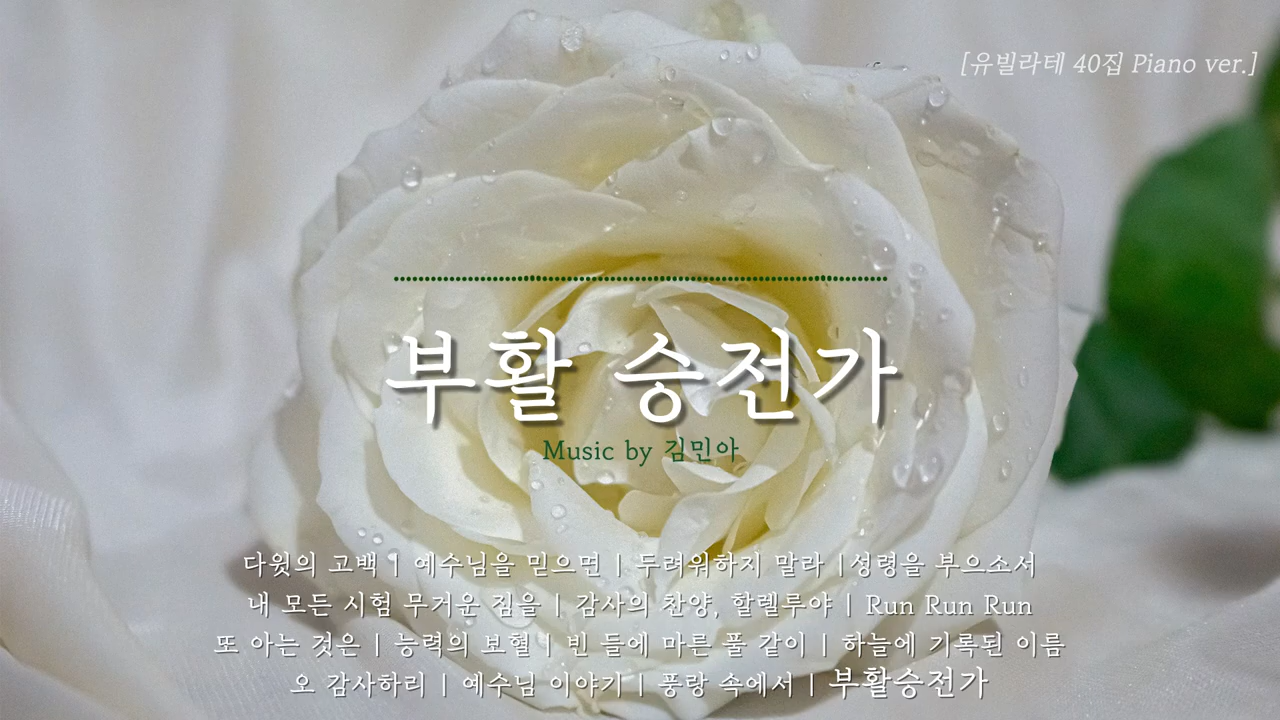 [유빌라테 40집 Piano ver.]
부활 승전가
Music by 김민아
다윗의 고백 | 예수님을 믿으면 | 두려워하지 말라 | 성령을 부으소서
내 모든 시험 무거운 짐을 | 감사의 찬양, 할렐루야 | Run Run Run
또 아는 것은 | 능력의 보혈 | 빈 들에 마른 풀 같이 | 하늘에 기록된 이름
오 감사하리 | 예수님 이야기 | 풍랑 속에서 | 부활승전가